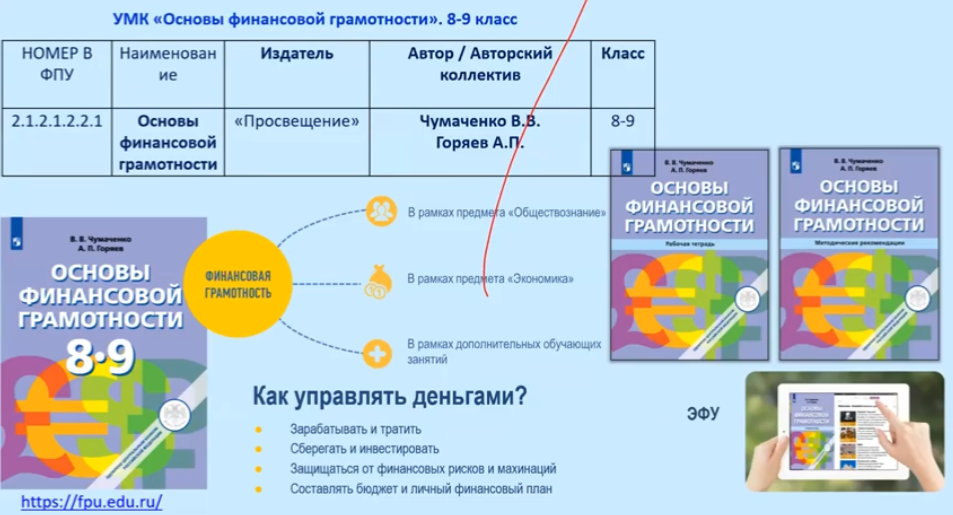 УМК «Основы финансовой грамотности». 8-9 класс
НОМЕР В
ФПУ
Наименован
ие
Издатель
Автор / Авторский
коллектив
Класс
2.1.2.1.2.2.1
Основы
финансовой
грамотности
«Просвещение»
Чумаченко В.В.
Горяев А.П.
8-9
В. В. Чумаченко
А. П. Горяев
ОСНОВЫ
ФИНАНСОВОЙ
ГРАМОТНОСТИ
8·9
ФИНАНСОВАЯ
ГРАМОТНОСТЬ
В рамках предмета «Обществознание»
В рамках предмета «Экономика»
В рамках дополнительных обучающих
занятий
В. В. Чумаченко
А. П. Горяев
ОСНОВЫ
ФИНАНСОВОЙ
ГРАМОТНОСТИ
Рабочая тетрадь
В. В. Чумаченко
А. П. Горяев
ОСНОВЫ
ФИНАНСОВОЙ
ГРАМОТНОСТИ
Методические рекомендации
Как управлять деньгами?
Зарабатывать и тратить
Сберегать и инвестировать
Защищаться от финансовых рисков и махинаций
Составлять бюджет и личный финансовый план
ЭФУ
ОСНОВЫ
ФИНАНСОВОЙ
ГРАМОТНОСТИ
https://fpu.edu.ru/